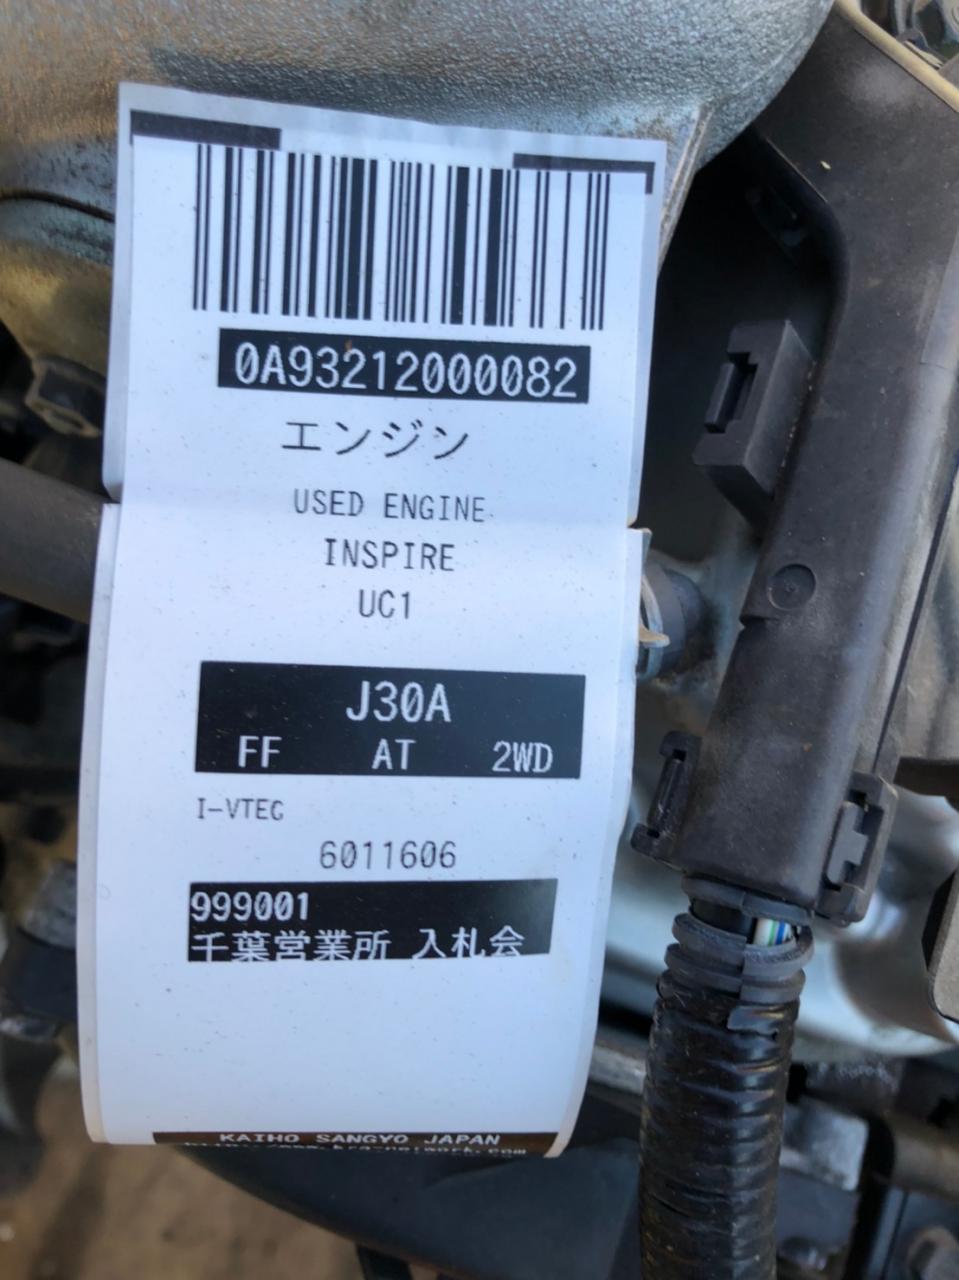 0A93212000082
エンジン
USED ENGINE
INSPIRE
UC1
J30A
FF AT 2WD
I-VTEC
6011606
999001
千葉営業所 入札会
KAIHO SANGYO JAPAN